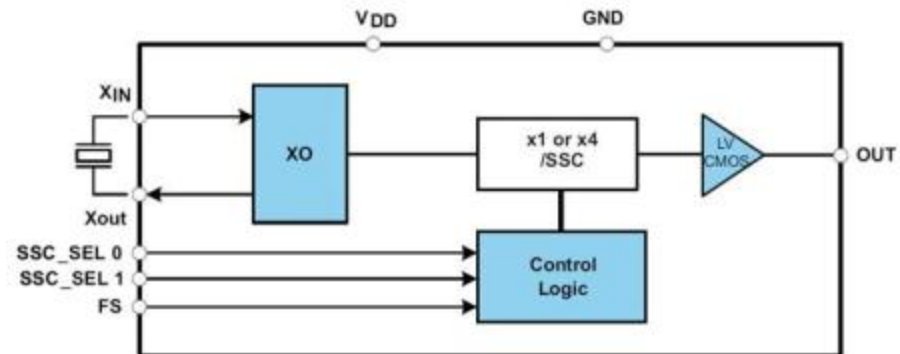 VDD
GND
XIN
XO
x1 or x4
/SSC
LV
CMOS
OUT
Xout
SSC_SEL 0
SSC_SEL 1
FS
Control
Logic